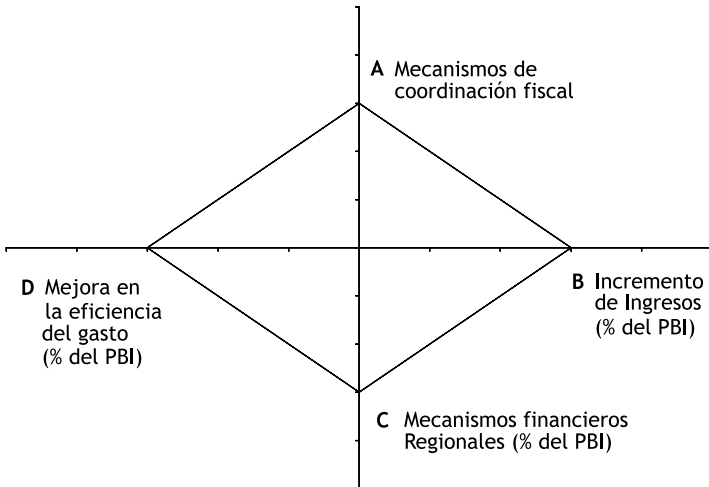 A Mecanismos de
coordinación fiscal
D Mejora en
la eficiencia
del gasto
(% del PBI)
B Incremento
de Ingresos
(% del PBI)
C Mecanismos financieros
Regionales (% del PBI)